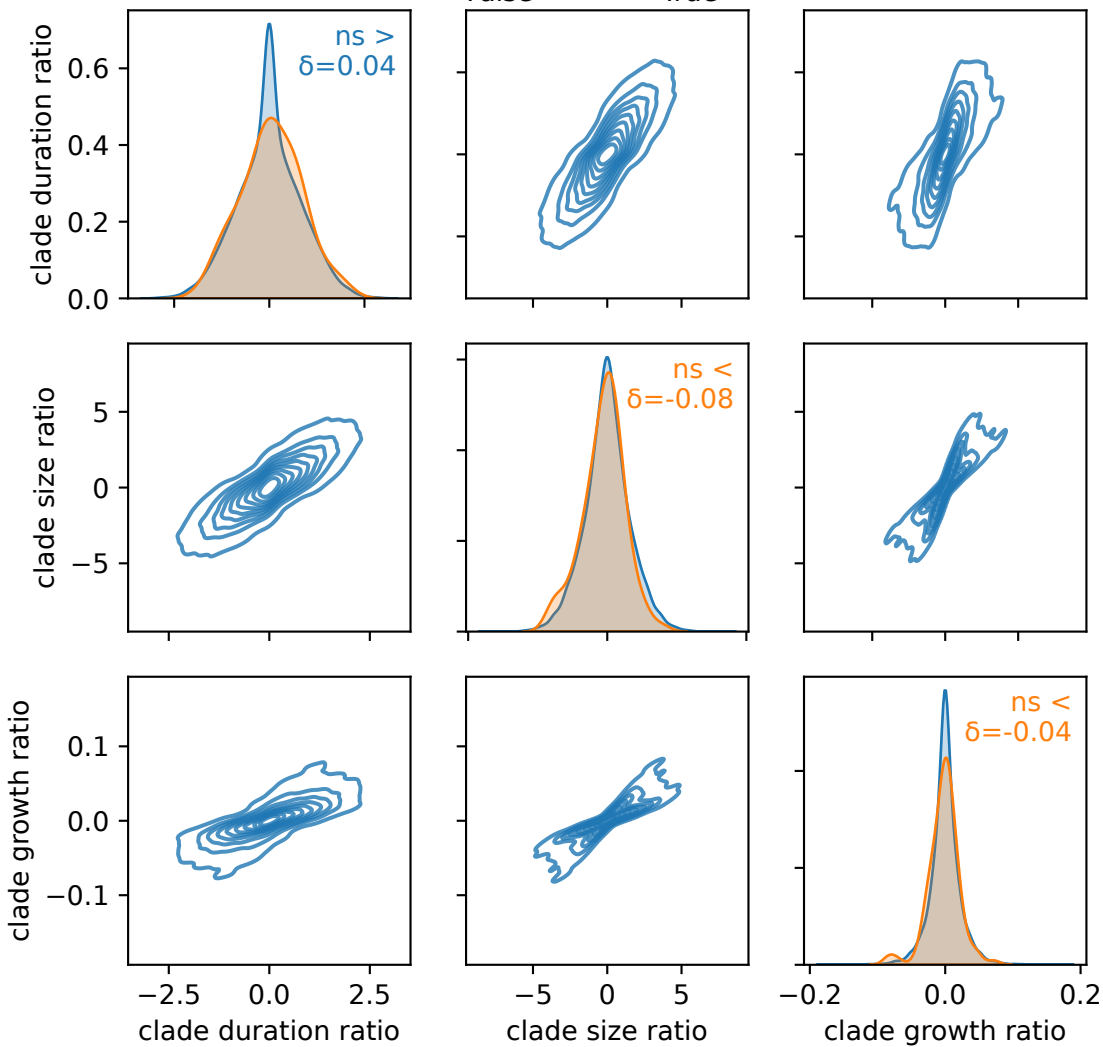 clade duration ratio
0.6
0.4
0.2
0.0
ns >
δ=0.04
clade size ratio
5
0
−5
ns <
δ=-0.08
clade growth ratio
0.1
0.0
−0.1
ns <
δ=-0.04
−2.5 0.0 2.5
clade duration ratio
−5 0 5
clade size ratio
−0.2 0.0 0.2
clade growth ratio